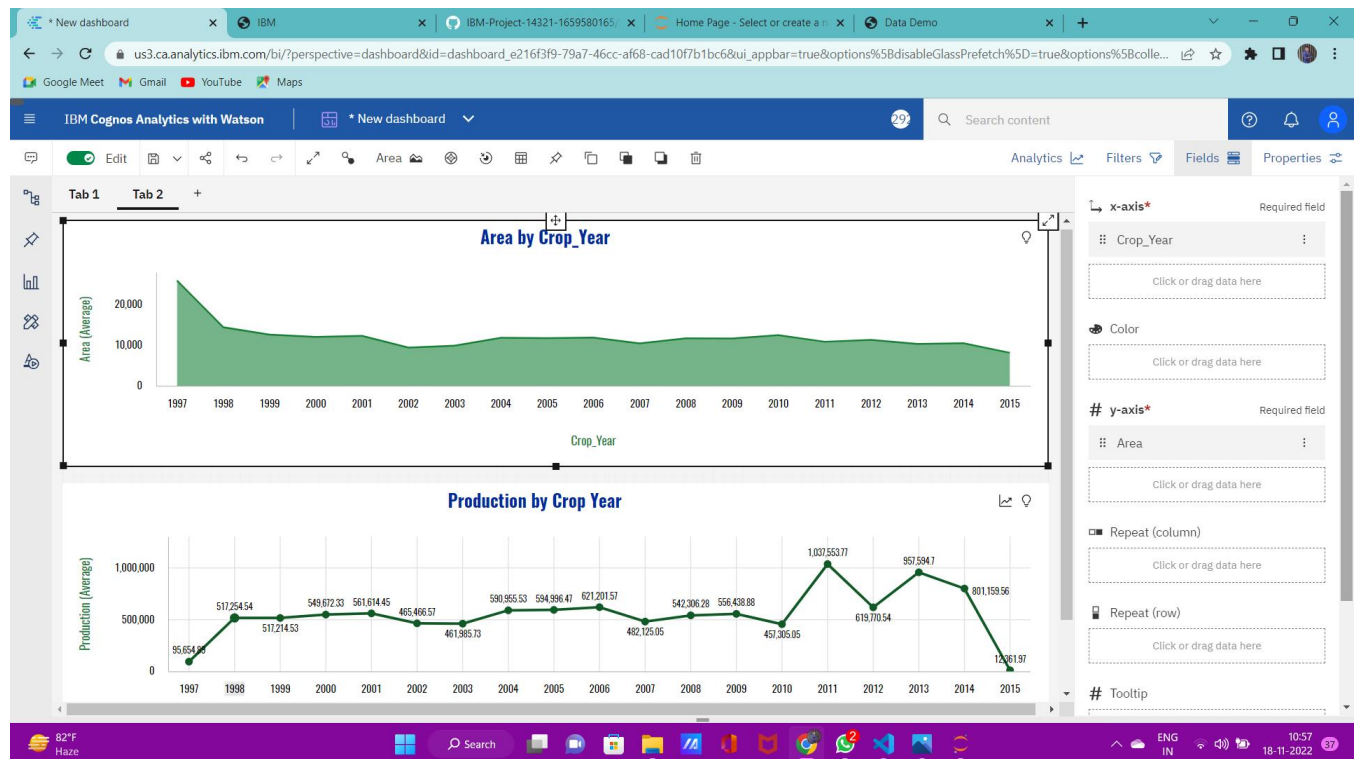 * New dashboard
IBM
IBM-Project-14321-1659580165/
Home Page - Select or create a n
Data Demo
us3.ca.analytics.ibm.com/bi/?perspective=dashboard&id=dashboard_e216f3f9-79a7-46cc-af68-cad10f7b1bc6&ui_appbar=true&options%5BdisableGlassPrefetch%5D=true&options%5Bcolle...
Google Meet Gmail YouTube Maps
IBM Cognos Analytics with Watson
* New dashboard
Search content
Edit
Area
Analytics Filters Fields Properties
Tab 1 Tab 2 +
Area by Crop_Year
Area (Average)
20,000
10,000
0
1997 1998 1999 2000 2001 2002 2003 2004 2005 2006 2007 2008 2009 2010 2011 2012 2013 2014 2015
Crop_Year
Production by Crop Year
Production (Average)
1,000,000
500,000
0
517,254.54
517,214.53
549,672.33
561,614.45
465,466.57
461,985.73
590,955.53
594,996.47
621,201.57
482,125.05
542,306.28
556,438.88
457,305.05
1,037,553.77
619,770.54
957,594.7
801,159.56
12,361.97
1997 1998 1999 2000 2001 2002 2003 2004 2005 2006 2007 2008 2009 2010 2011 2012 2013 2014 2015
x-axis* Required field
Crop_Year
Click or drag data here
Color
Click or drag data here
y-axis* Required field
Area
Click or drag data here
Repeat (column)
Click or drag data here
Repeat (row)
Click or drag data here
Tooltip
82°F
Haze
Search
2
ENG
IN
10:57
18-11-2022
37